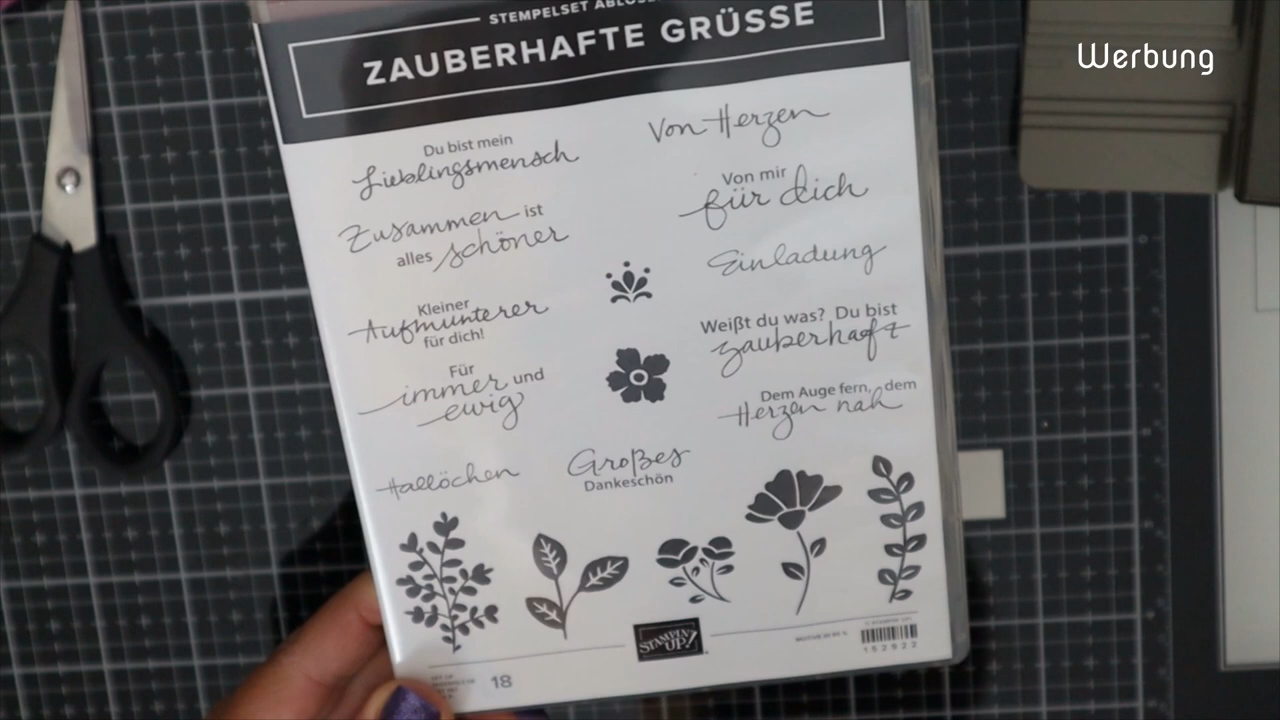 Werbung
STEMPELSET
ZAUBERHAFTE GRÜSSE
Du bist mein
Lieblingsmensch
Von Herzen
Von mir
für dich
Zusammen ist
alles schöner
Einladung
Kleiner
Aufmunterer
für dich!
Weißt du was? Du bist
zauberhaft
Für
immer und
ewig
Dem Auge fern, dem
Herzen nah
Hallöchen
Großes
Dankeschön
STAMPIN'
UP!
152922
18